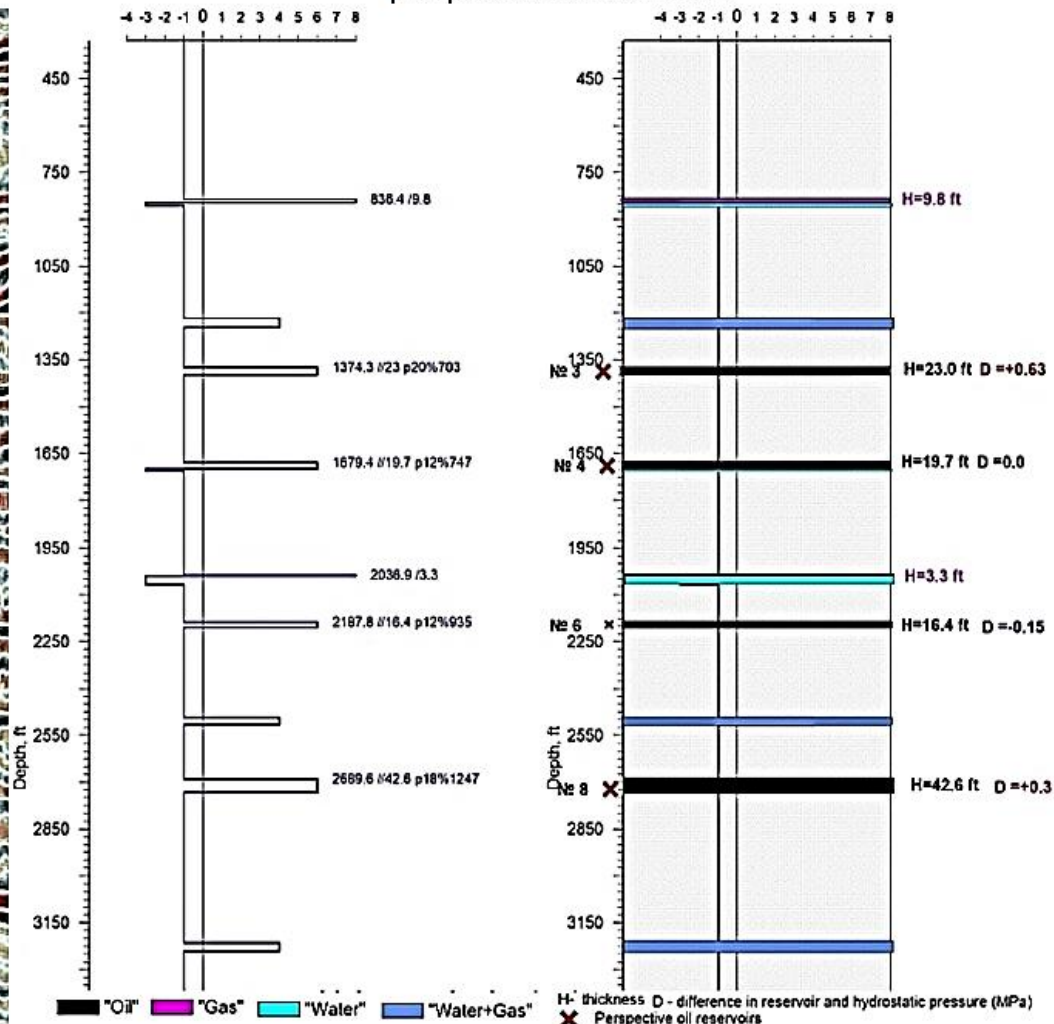 -4 -3 -2 -1 0 1 2 3 4 5 6 7 8
450
750
1050
1350
1650
1950
2250
2550
2850
3150
Depth, ft
838.4 /9.8
1374.3 //23 p20%703
1679.4 //19.7 p12%747
2036.9 /3.3
2187.8 //16.4 p12%935
2689.6 //42.6 p18%1247
-4 -3 -2 -1 0 1 2 3 4 5 6 7 8
450
750
1050
1350
1650
1950
2250
2550
2850
3150
Depth, ft
H=9.8 ft
№ 3 H=23.0 ft D =+0.63
№ 4 H=19.7 ft D =0.0
H=3.3 ft
№ 6 H=16.4 ft D =-0.15
№ 8 H=42.6 ft D =+0.3
"Oil" "Gas" "Water" "Water+Gas"
H- thickness D - difference in reservoir and hydrostatic pressure (MPa)
Perspective oil reservoirs